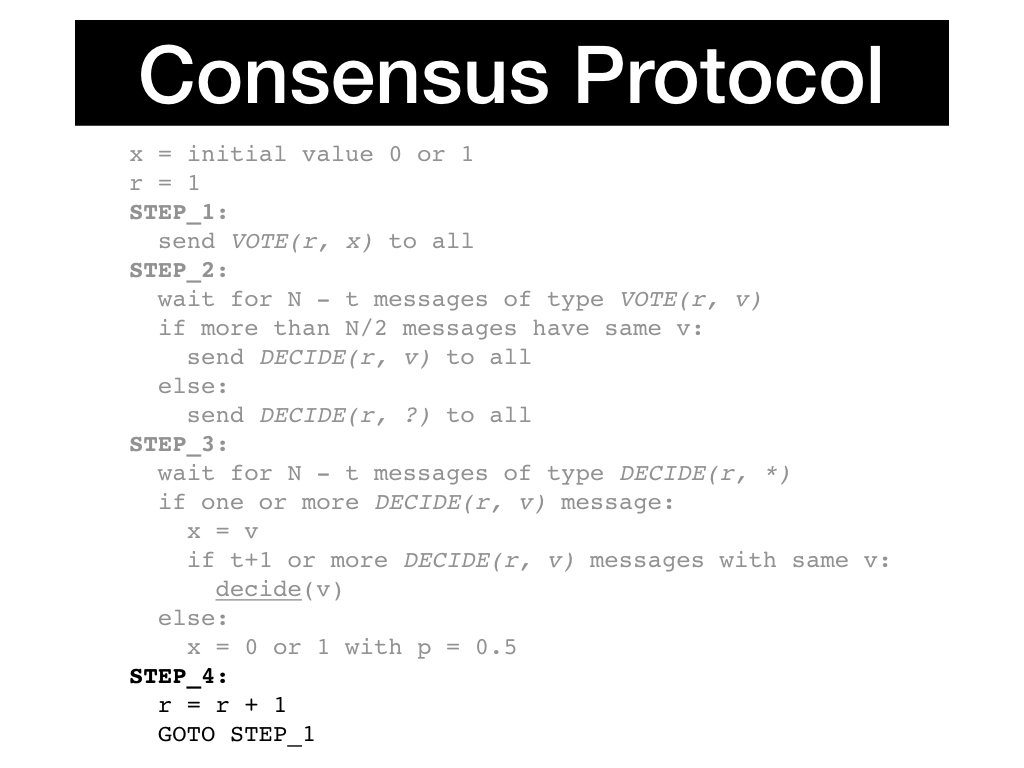 Consensus Protocol
x = initial value 0 or 1
r = 1
STEP_1:
send VOTE(r, x) to all
STEP_2:
wait for N - t messages of type VOTE(r, v)
if more than N/2 messages have same v:
send DECIDE(r, v) to all
else:
send DECIDE(r, ?) to all
STEP_3:
wait for N - t messages of type DECIDE(r, *)
if one or more DECIDE(r, v) message:
x = v
if t+1 or more DECIDE(r, v) messages with same v:
decide(v)
else:
x = 0 or 1 with p = 0.5
STEP_4:
r = r + 1
GOTO STEP_1